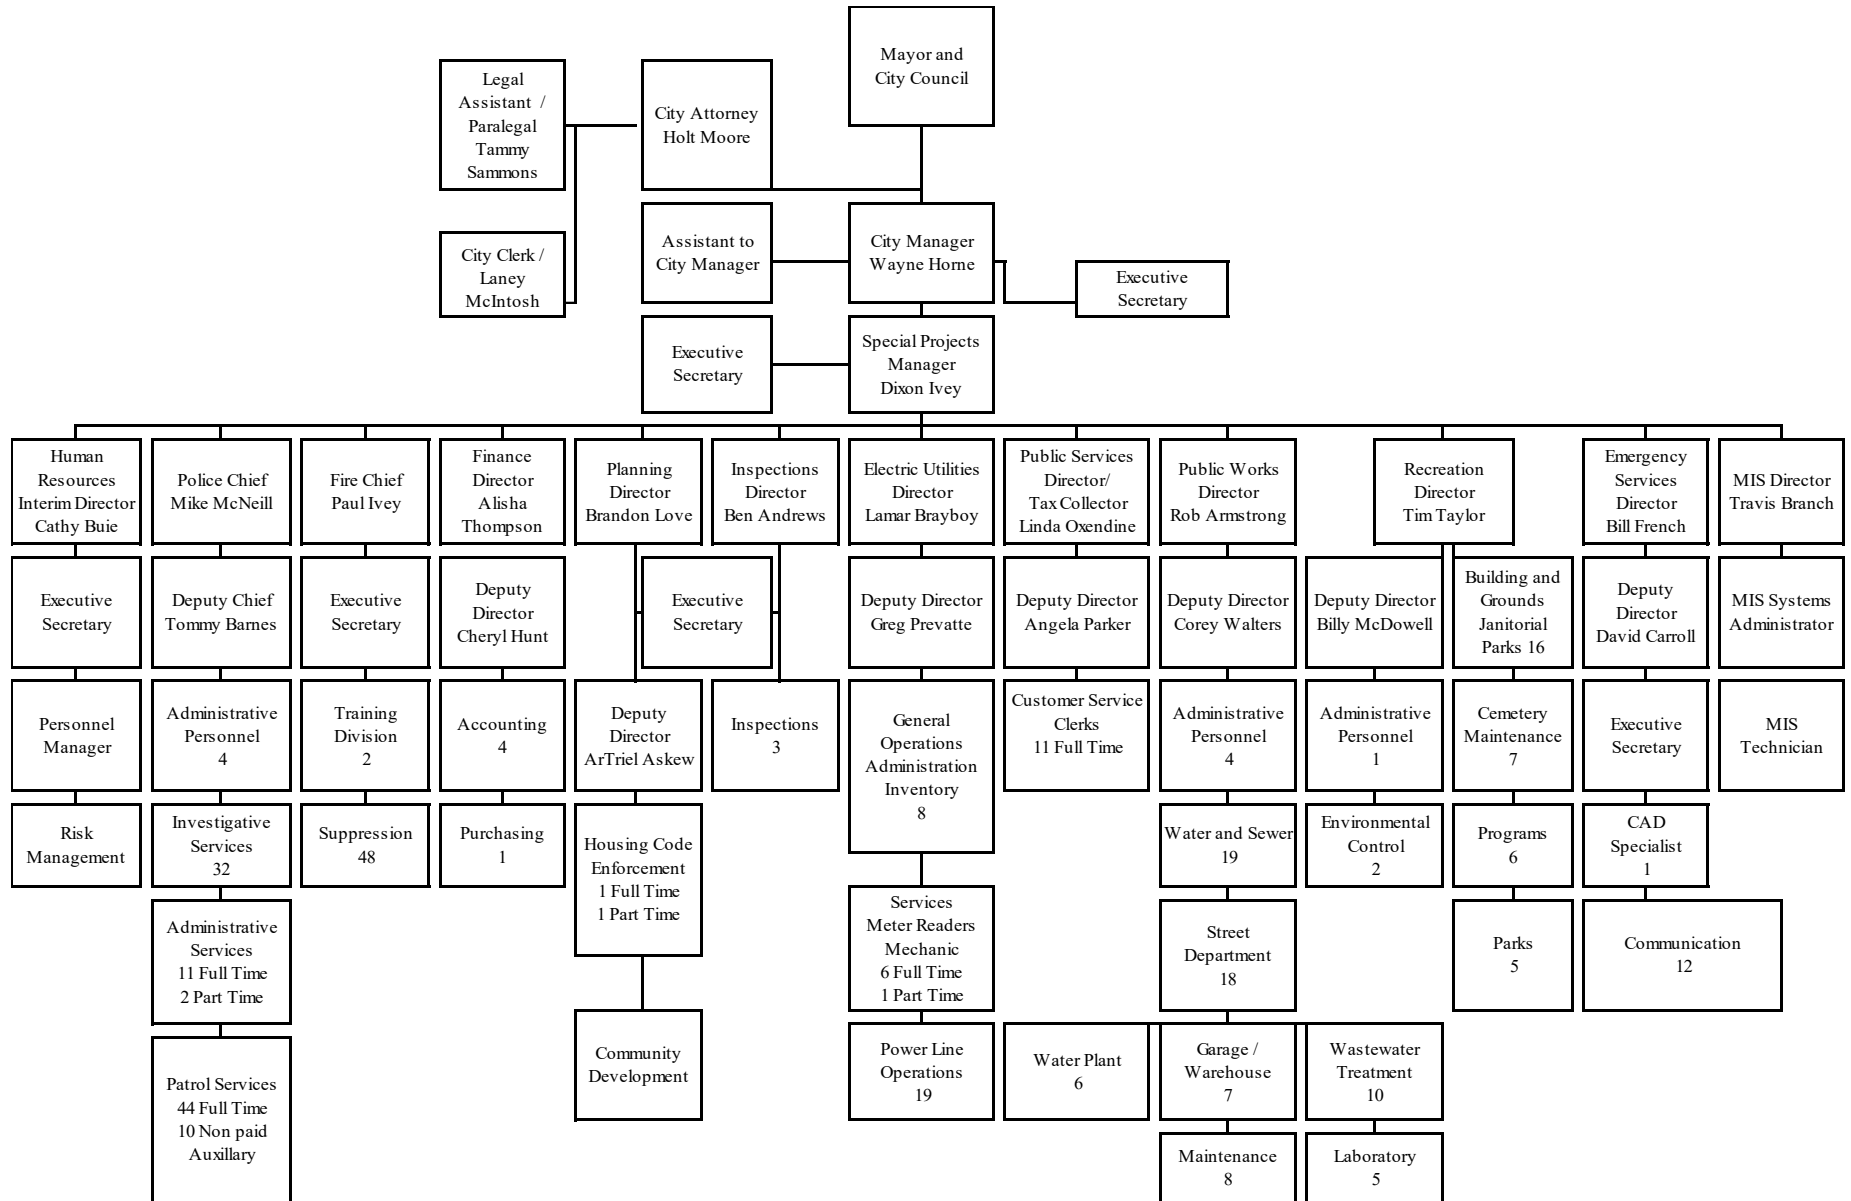 Mayor and
City Council
Legal
Assistant /
Paralegal
Tammy
Sammons
City Attorney
Holt Moore
City Clerk /
Laney
McIntosh
Assistant to
City Manager
City Manager
Wayne Horne
Executive
Secretary
Executive
Secretary
Special Projects
Manager
Dixon Ivey
Human
Resources
Interim Director
Cathy Buie
Police Chief
Mike McNeill
Fire Chief
Paul Ivey
Finance
Director
Alisha
Thompson
Planning
Director
Brandon Love
Inspections
Director
Ben Andrews
Electric Utilities
Director
Lamar Brayboy
Public Services
Director/
Tax Collector
Linda Oxendine
Public Works
Director
Rob Armstrong
Recreation
Director
Tim Taylor
Emergency
Services
Director
Bill French
MIS Director
Travis Branch
Executive
Secretary
Deputy Chief
Tommy Barnes
Executive
Secretary
Deputy
Director
Cheryl Hunt
Executive
Secretary
Deputy Director
Greg Prevatte
Deputy Director
Angela Parker
Deputy Director
Corey Walters
Deputy Director
Billy McDowell
Building and
Grounds
Janitorial
Parks 16
Deputy
Director
David Carroll
MIS Systems
Administrator
Personnel
Manager
Administrative
Personnel
4
Training
Division
2
Accounting
4
Deputy
Director
ArTriel Askew
Inspections
3
General
Operations
Administration
Inventory
8
Customer Service
Clerks
11 Full Time
Administrative
Personnel
4
Administrative
Personnel
1
Cemetery
Maintenance
7
Executive
Secretary
MIS
Technician
Risk
Management
Investigative
Services
32
Suppression
48
Purchasing
1
Housing Code
Enforcement
1 Full Time
1 Part Time
Water and Sewer
19
Environmental
Control
2
Programs
6
CAD
Specialist
1
Administrative
Services
11 Full Time
2 Part Time
Services
Meter Readers
Mechanic
6 Full Time
1 Part Time
Street
Department
18
Parks
5
Communication
12
Patrol Services
44 Full Time
10 Non paid
Auxillary
Community
Development
Power Line
Operations
19
Water Plant
6
Garage /
Warehouse
7
Wastewater
Treatment
10
Maintenance
8
Laboratory
5